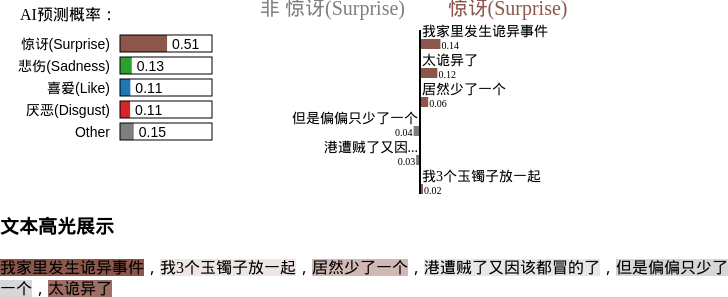 AI预测概率：
惊讶(Surprise) 0.51
悲伤(Sadness) 0.13
喜爱(Like) 0.11
厌恶(Disgust) 0.11
Other 0.15
非 惊讶(Surprise) 惊讶(Surprise)
我家里发生诡异事件
0.14
太诡异了
0.12
居然少了一个
0.06
但是偏偏只少了一个
0.04
港遭贼了又因...
0.03
我3个玉镯子放一起
0.02
文本高光展示
我家里发生诡异事件，我3个玉镯子放一起，居然少了一个，港遭贼了又因该都冒的了，但是偏偏只少了
一个，太诡异了